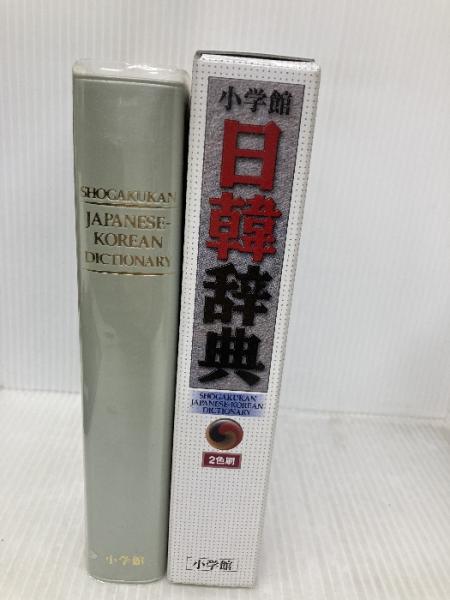 SHOGAKUKAN
JAPANESE-
KOREAN
DICTIONARY
小学館
小学館
日韓辞典
SHOGAKUKAN
JAPANESE-KOREAN
DICTIONARY
2色刷
小学館